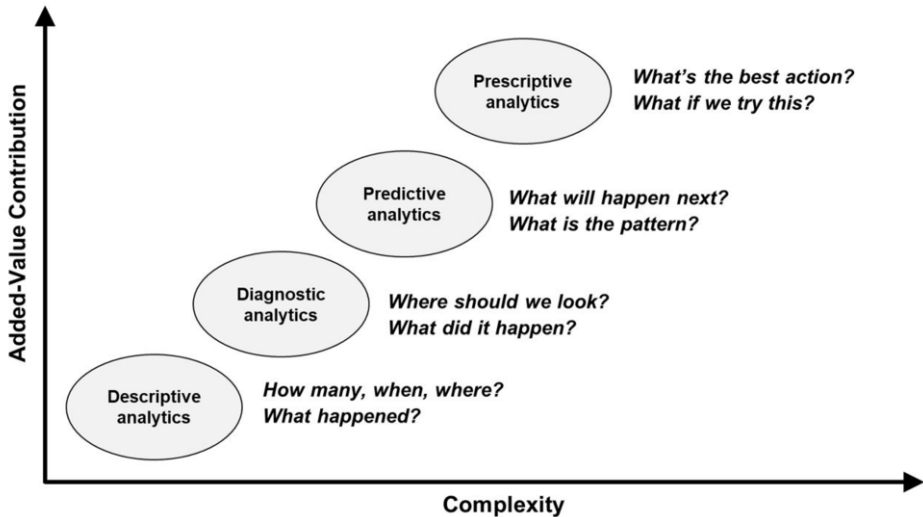 Added-Value Contribution
Prescriptive
analytics
What's the best action?
What if we try this?
Predictive
analytics
What will happen next?
What is the pattern?
Diagnostic
analytics
Where should we look?
What did it happen?
Descriptive
analytics
How many, when, where?
What happened?
Complexity